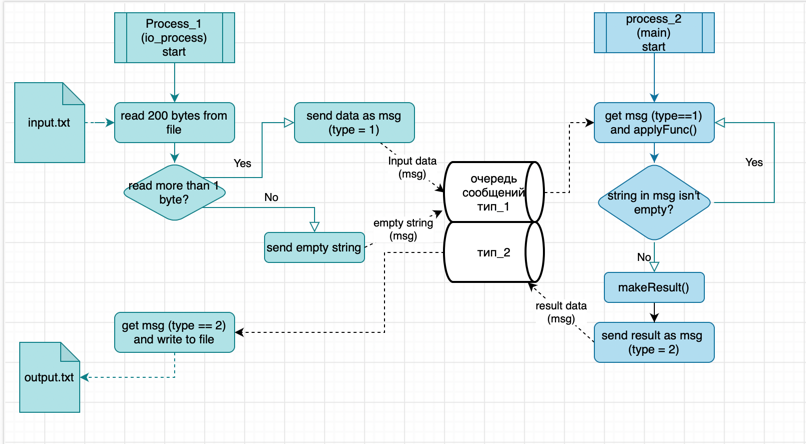 Process_1
(io_process)
start
process_2
(main)
start
input.txt
read 200 bytes from
file
send data as msg
(type = 1)
get msg (type==1)
and applyFunc()
Yes
Input data
(msg)
Yes
read more than 1
byte?
очередь
сообщений
тип_1
string in msg isn't
empty?
No
empty string
(msg)
send empty string
тип_2
No
makeResult()
result data
(msg)
get msg (type == 2)
and write to file
send result as msg
(type = 2)
output.txt